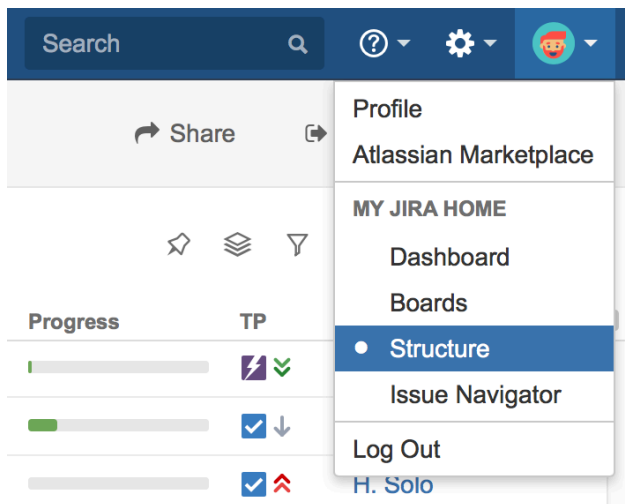 Search
Share
Profile
Atlassian Marketplace
MY JIRA HOME
Dashboard
Boards
Structure
Issue Navigator
Log Out
Progress TP
H. Solo